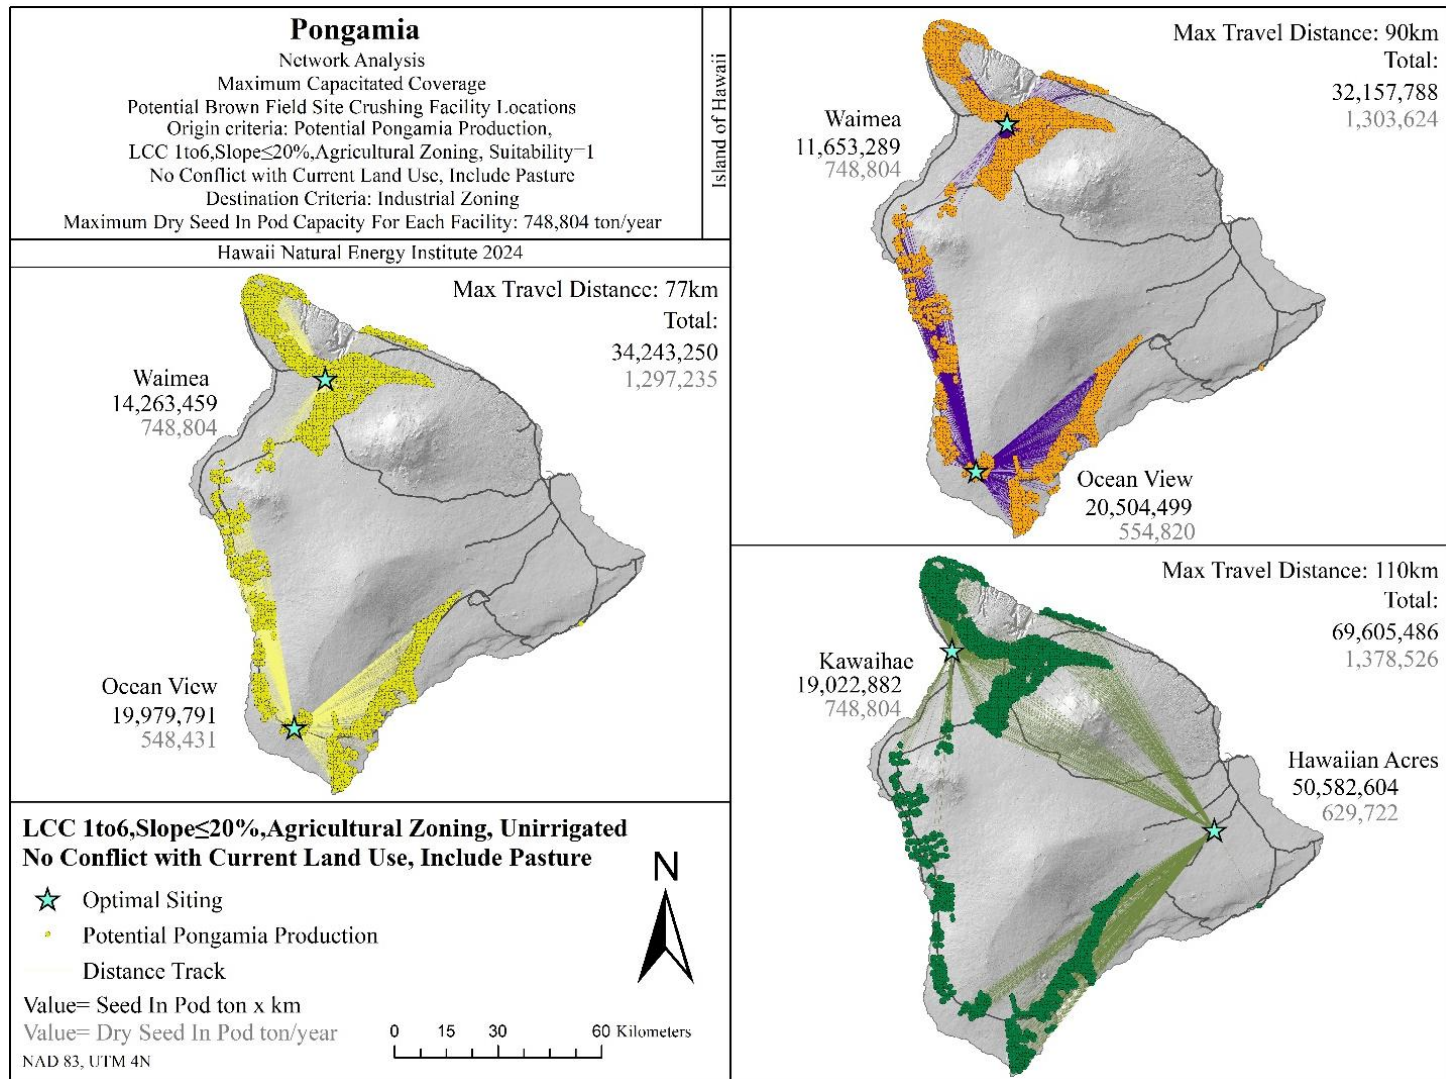 Pongamia
Network Analysis
Maximum Capacitated Coverage
Potential Brown Field Site Crushing Facility Locations
Origin criteria: Potential Pongamia Production,
LCC 1to6,Slope≤20%,Agricultural Zoning, Suitability=1
No Conflict with Current Land Use, Include Pasture
Destination Criteria: Industrial Zoning
Maximum Dry Seed In Pod Capacity For Each Facility: 748,804 ton/year
Island of Hawaii
Hawaii Natural Energy Institute 2024
Max Travel Distance: 77km
Total:
34,243,250
1,297,235
Waimea
14,263,459
748,804
Ocean View
19,979,791
548,431
LCC 1to6,Slope≤20%,Agricultural Zoning, Unirrigated
No Conflict with Current Land Use, Include Pasture
Optimal Siting
Potential Pongamia Production
Distance Track
Value= Seed In Pod ton x km
Value= Dry Seed In Pod ton/year
NAD 83, UTM 4N
N
0 15 30 60 Kilometers
Max Travel Distance: 90km
Total:
32,157,788
1,303,624
Waimea
11,653,289
748,804
Ocean View
20,504,499
554,820
Max Travel Distance: 110km
Total:
69,605,486
1,378,526
Kawaihae
19,022,882
748,804
Hawaiian Acres
50,582,604
629,722